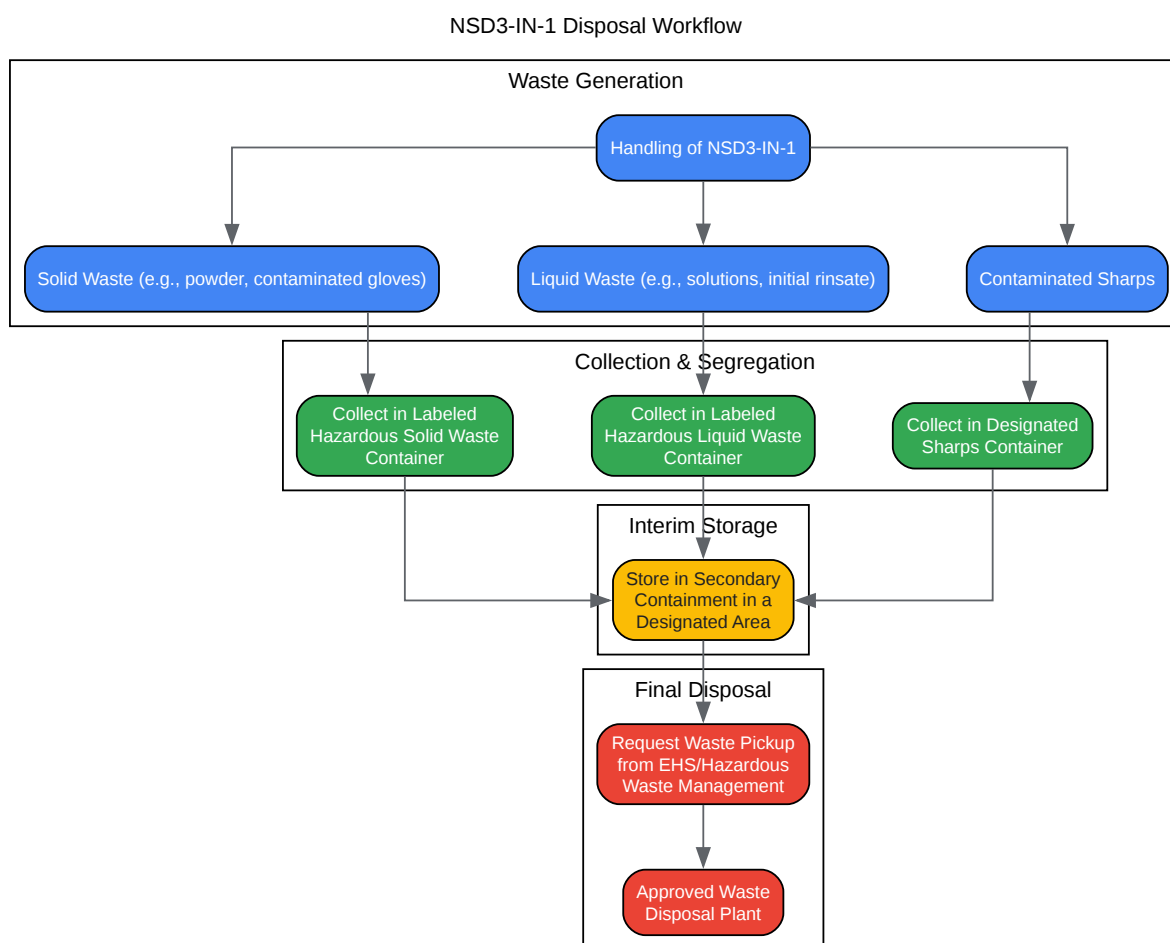 NSD3-IN-1 Disposal Workflow
Waste Generation
Handling of NSD3-IN-1
Solid Waste (e.g., powder, contaminated gloves)
Liquid Waste (e.g., solutions, initial rinsate)
Contaminated Sharps
Collection & Segregation
Collect in Labeled
Hazardous Solid Waste
Container
Collect in Labeled
Hazardous Liquid Waste
Container
Collect in Designated
Sharps Container
Interim Storage
Store in Secondary
Containment in a
Designated Area
Final Disposal
Request Waste Pickup
from EHS/Hazardous
Waste Management
Approved Waste
Disposal Plant